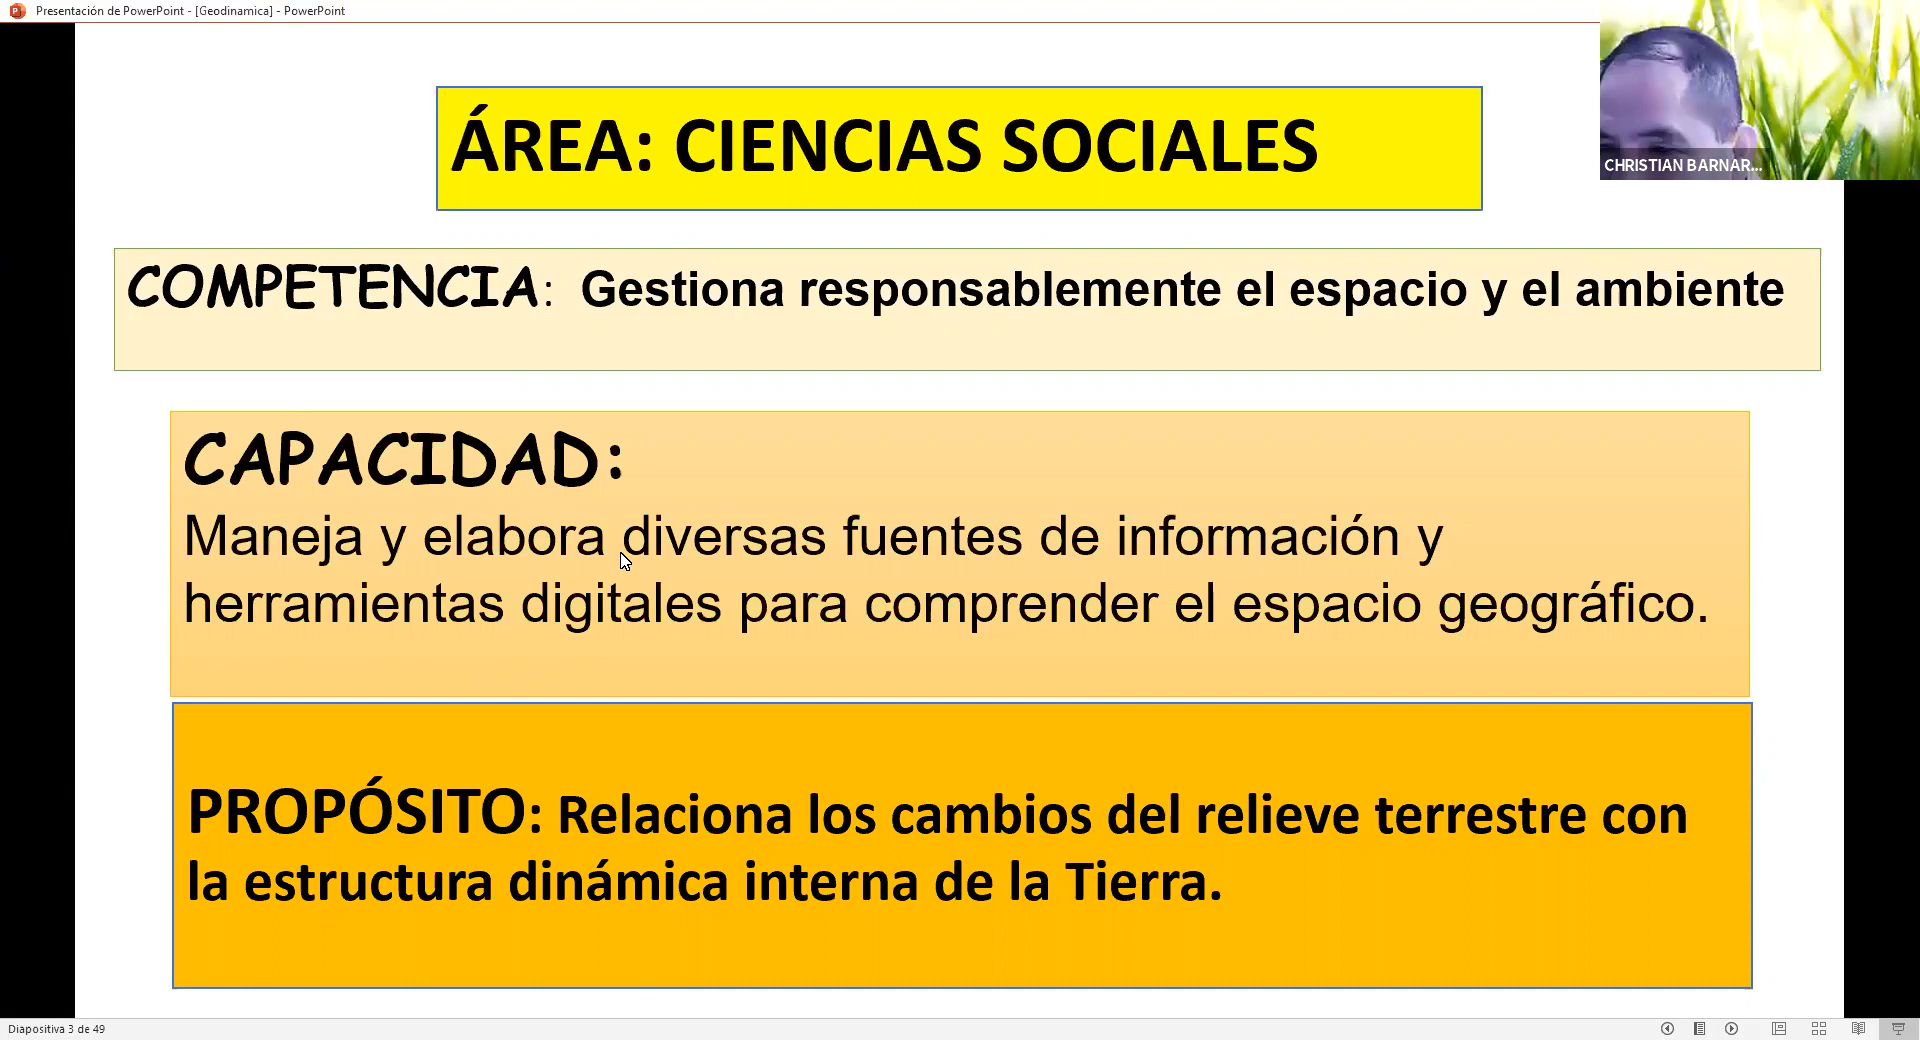 Presentación de PowerPoint - [Geodinamica] - PowerPoint
CHRISTIAN BARNAR...
ÁREA: CIENCIAS SOCIALES
COMPETENCIA: Gestiona responsablemente el espacio y el ambiente
CAPACIDAD:
Maneja y elabora diversas fuentes de información y
herramientas digitales para comprender el espacio geográfico.
PROPÓSITO: Relaciona los cambios del relieve terrestre con
la estructura dinámica interna de la Tierra.
Diapositiva 3 de 49